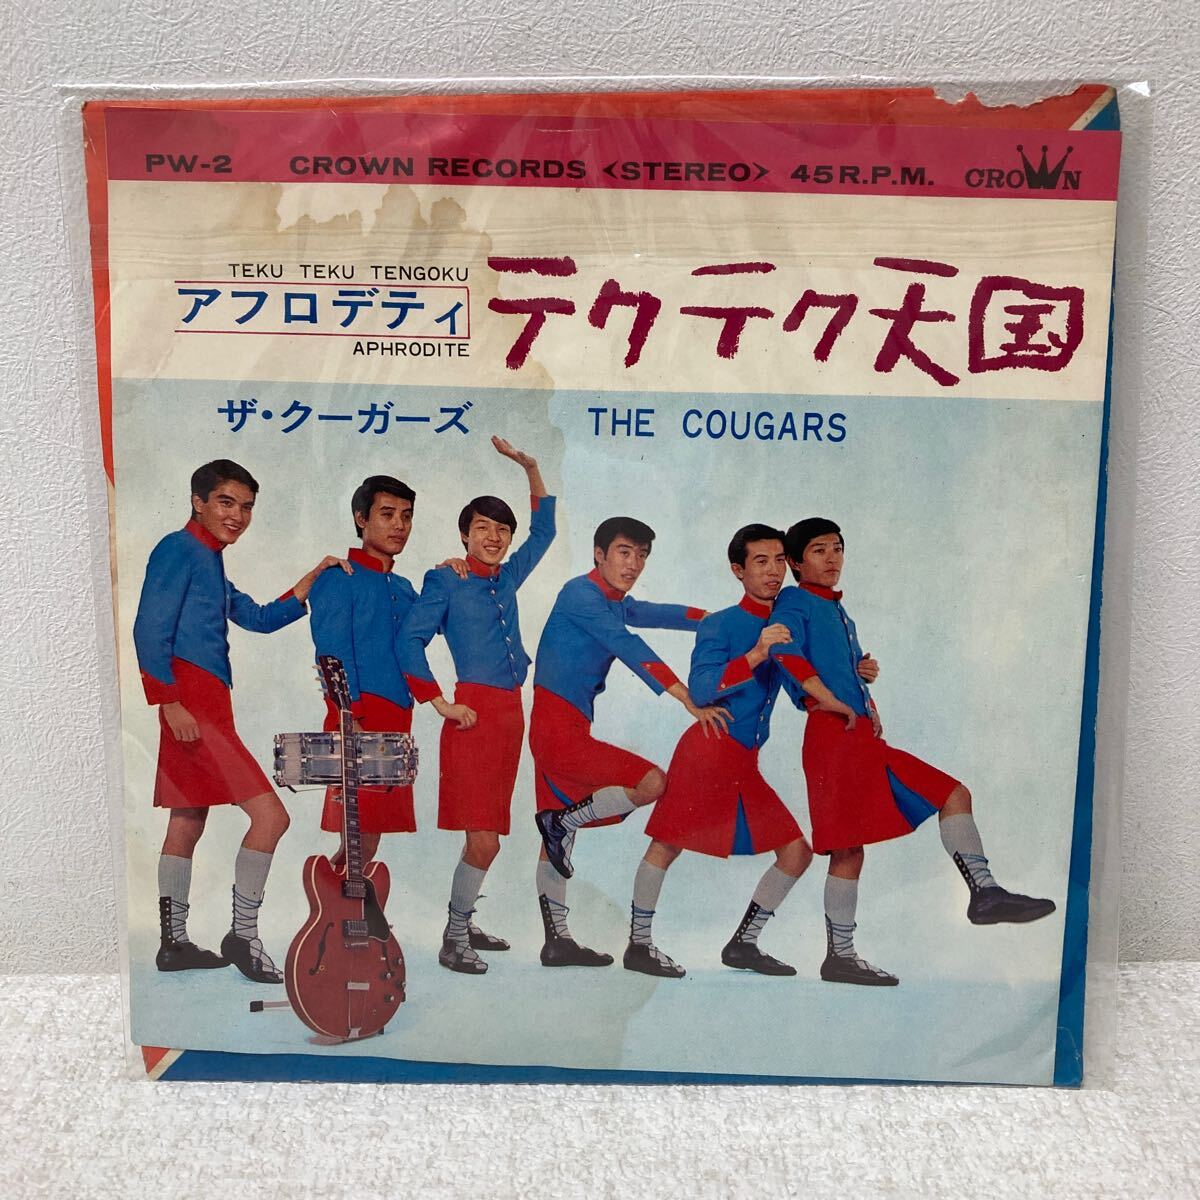 PW-2 CROWN RECORDS <STEREO> 45 R.P.M. CROWN
TEKU TEKU TENGOKU
テクテク天国
アフロデティ
APHRODITE
ザ・クーガーズ THE COUGARS